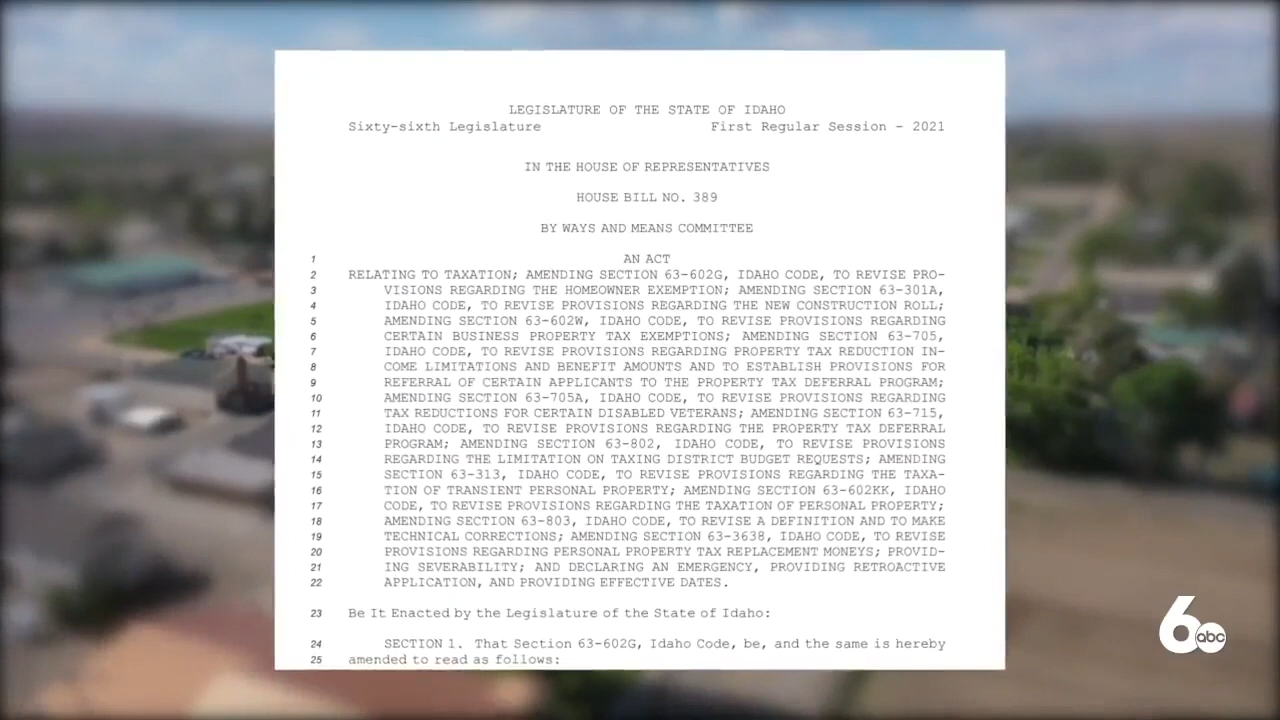 LEGISLATURE OF THE STATE OF IDAHO
Sixty-sixth Legislature First Regular Session - 2021
IN THE HOUSE OF REPRESENTATIVES
HOUSE BILL NO. 389
BY WAYS AND MEANS COMMITTEE
1 AN ACT
2 RELATING TO TAXATION; AMENDING SECTION 63-602G, IDAHO CODE, TO REVISE PRO-
3 VISIONS REGARDING THE HOMEOWNER EXEMPTION; AMENDING SECTION 63-301A,
4 IDAHO CODE, TO REVISE PROVISIONS REGARDING THE NEW CONSTRUCTION ROLL;
5 AMENDING SECTION 63-602W, IDAHO CODE, TO REVISE PROVISIONS REGARDING
6 CERTAIN BUSINESS PROPERTY TAX EXEMPTIONS; AMENDING SECTION 63-705,
7 IDAHO CODE, TO REVISE PROVISIONS REGARDING PROPERTY TAX REDUCTION IN-
8 COME LIMITATIONS AND BENEFIT AMOUNTS AND TO ESTABLISH PROVISIONS FOR
9 REFERRAL OF CERTAIN APPLICANTS TO THE PROPERTY TAX DEFERRAL PROGRAM;
10 AMENDING SECTION 63-705A, IDAHO CODE, TO REVISE PROVISIONS REGARDING
11 TAX REDUCTIONS FOR CERTAIN DISABLED VETERANS; AMENDING SECTION 63-715,
12 IDAHO CODE, TO REVISE PROVISIONS REGARDING THE PROPERTY TAX DEFERRAL
13 PROGRAM; AMENDING SECTION 63-802, IDAHO CODE, TO REVISE PROVISIONS
14 REGARDING THE LIMITATION ON TAXING DISTRICT BUDGET REQUESTS; AMENDING
15 SECTION 63-313, IDAHO CODE, TO REVISE PROVISIONS REGARDING THE TAXA-
16 TION OF TRANSIENT PERSONAL PROPERTY; AMENDING SECTION 63-602KK, IDAHO
17 CODE, TO REVISE PROVISIONS REGARDING THE TAXATION OF PERSONAL PROPERTY;
18 AMENDING SECTION 63-803, IDAHO CODE, TO REVISE A DEFINITION AND TO MAKE
19 TECHNICAL CORRECTIONS; AMENDING SECTION 63-3638, IDAHO CODE, TO REVISE
20 PROVISIONS REGARDING PERSONAL PROPERTY TAX REPLACEMENT MONEYS; PROVID-
21 ING SEVERABILITY; AND DECLARING AN EMERGENCY, PROVIDING RETROACTIVE
22 APPLICATION, AND PROVIDING EFFECTIVE DATES.
23 Be It Enacted by the Legislature of the State of Idaho:
24 SECTION 1. That Section 63-602G, Idaho Code, be, and the same is hereby
25 amended to read as follows:
6 abc